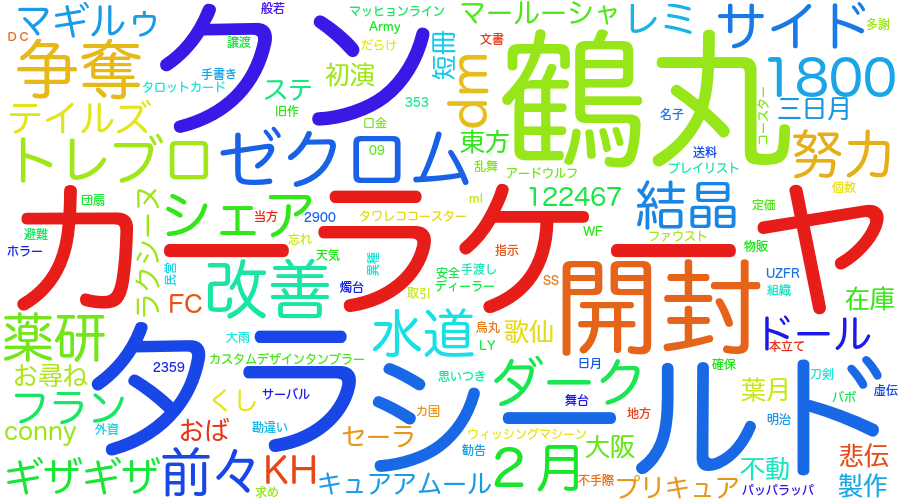 マギルゥ
クン
般若
マッヒョンライン
マールーシャ
レミ
サイド
多謝
DC
争奪
譲渡
Army
だらけ
短冊
文書
鶴丸
1800
手書き
タロットカード
初演
ステ
旧作
353
dm
テイルズ
口金
三日月
名子
コースター
トレブロ
ゼクロム
09
東方
乱舞
送料
努力
アードウルフ
プレイリスト
団扇
ヌ
ラクシーヌ
シェア
当方
2900
タワレココースター
ml
122467
結晶
定価
個数
避難
カーラケーヤ
WF
ファウスト
ホラー
忘れ
天気
指示
物販
民営
改善
異種
安全
手渡し
ディーラー
SS
開封
UZFR
組織
FC
燭台
取引
在庫
薬研
タランシールド
大雨
水道
烏丸
LY
歌仙
ドール
本立て
カスタムデザインタンブラー
2359
お尋ね
思いつき
ダーク
日月
確保
刀剣
虚伝
サーバル
くし
フラン
葉月
バボ
舞台
カ国
地方
明治
conny
外資
おば
勘違い
セーラ
ウィッシングマシーン
大阪
勧告
ギザギザ
前々
KH
2月
不動
悲伝
求め
キュアアムール
不手際
プリキュア
パッパラッパ
製作